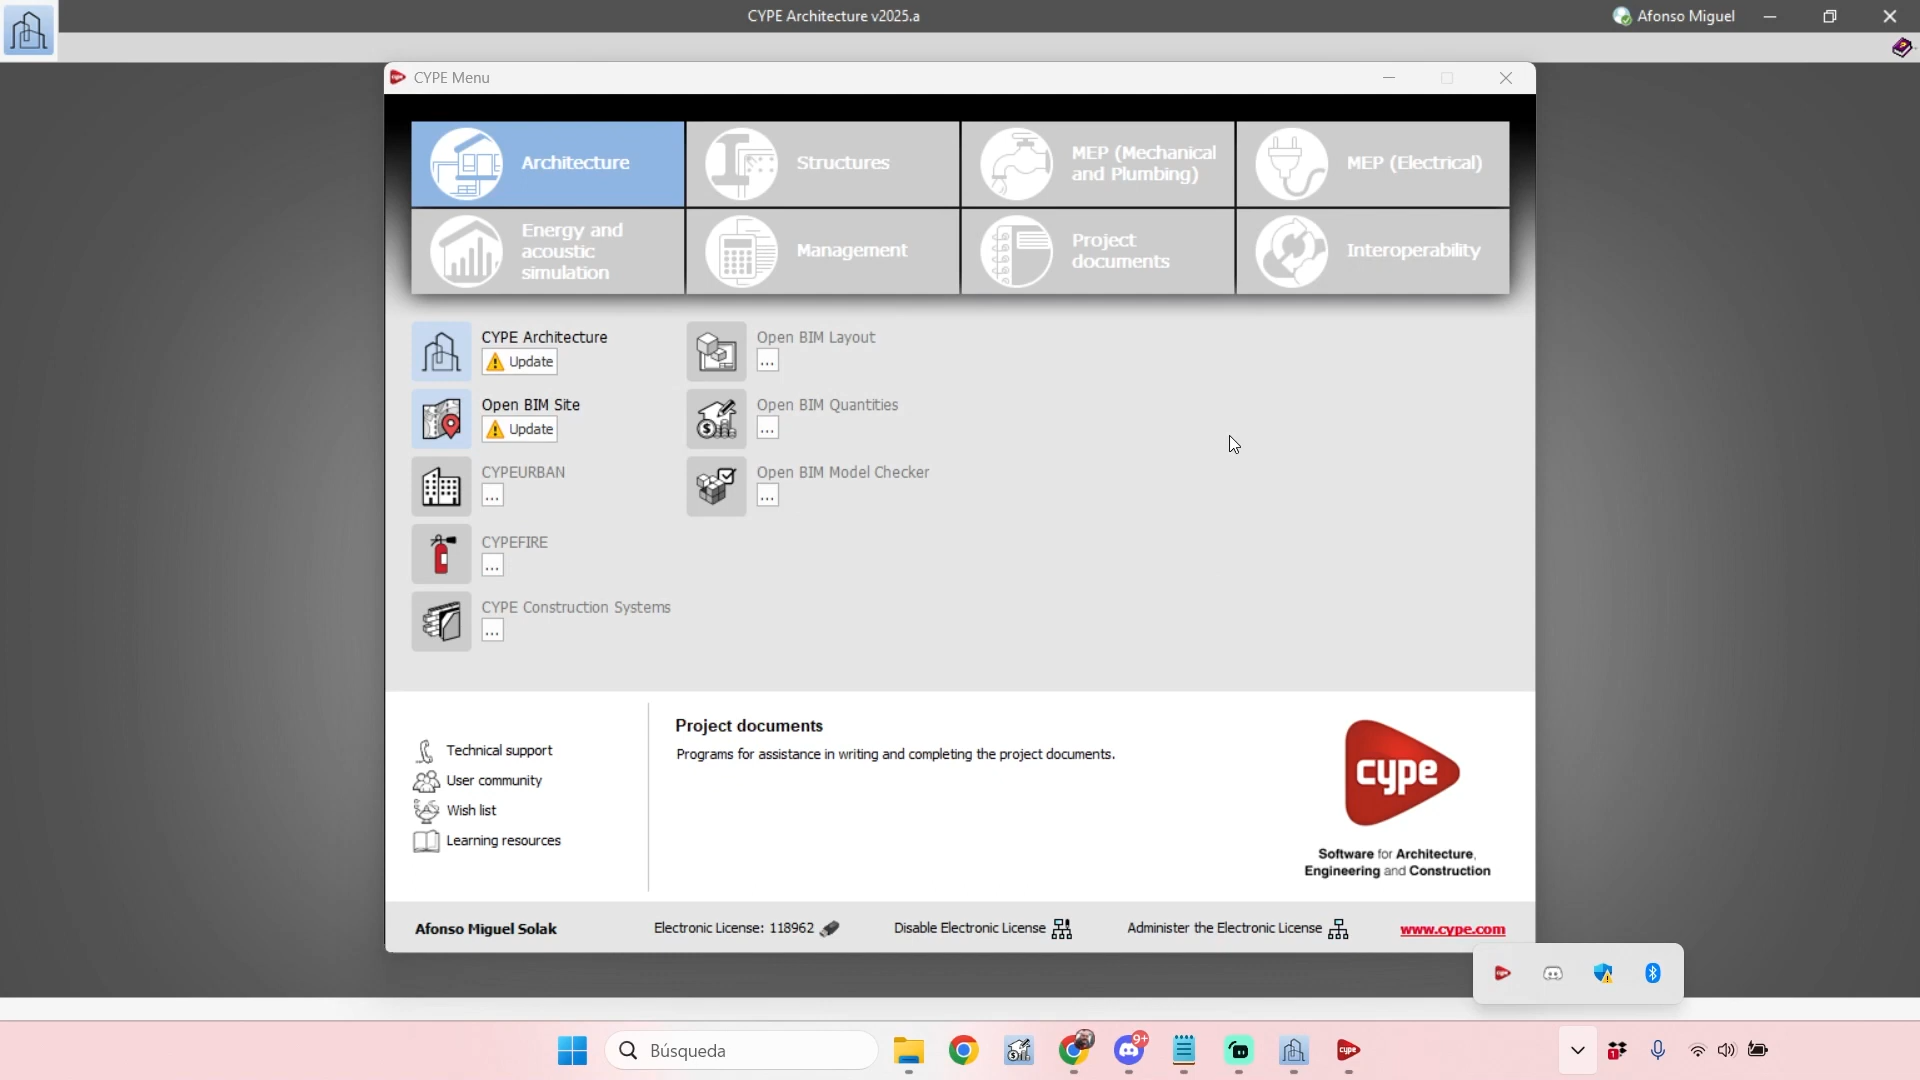 CYPE Architecture v2025.a
Afonso Miguel
CYPE Menu
Architecture
Structures
MEP (Mechanical
and Plumbing)
MEP (Electrical)
Energy and
acoustic
simulation
Management
Project
documents
Interoperability
CYPE Architecture
Update
Open BIM Layout
...
Open BIM Site
Update
Open BIM Quantities
...
CYPEURBAN
...
Open BIM Model Checker
...
CYPEFIRE
...
CYPE Construction Systems
...
Technical support
User community
Wish list
Learning resources
Project documents
Programs for assistance in writing and completing the project documents.
cype
Software for Architecture,
Engineering and Construction
Afonso Miguel Solak
Electronic License: 118962
Disable Electronic License
Administer the Electronic License
www.cype.com
Búsqueda
9+
cype
1